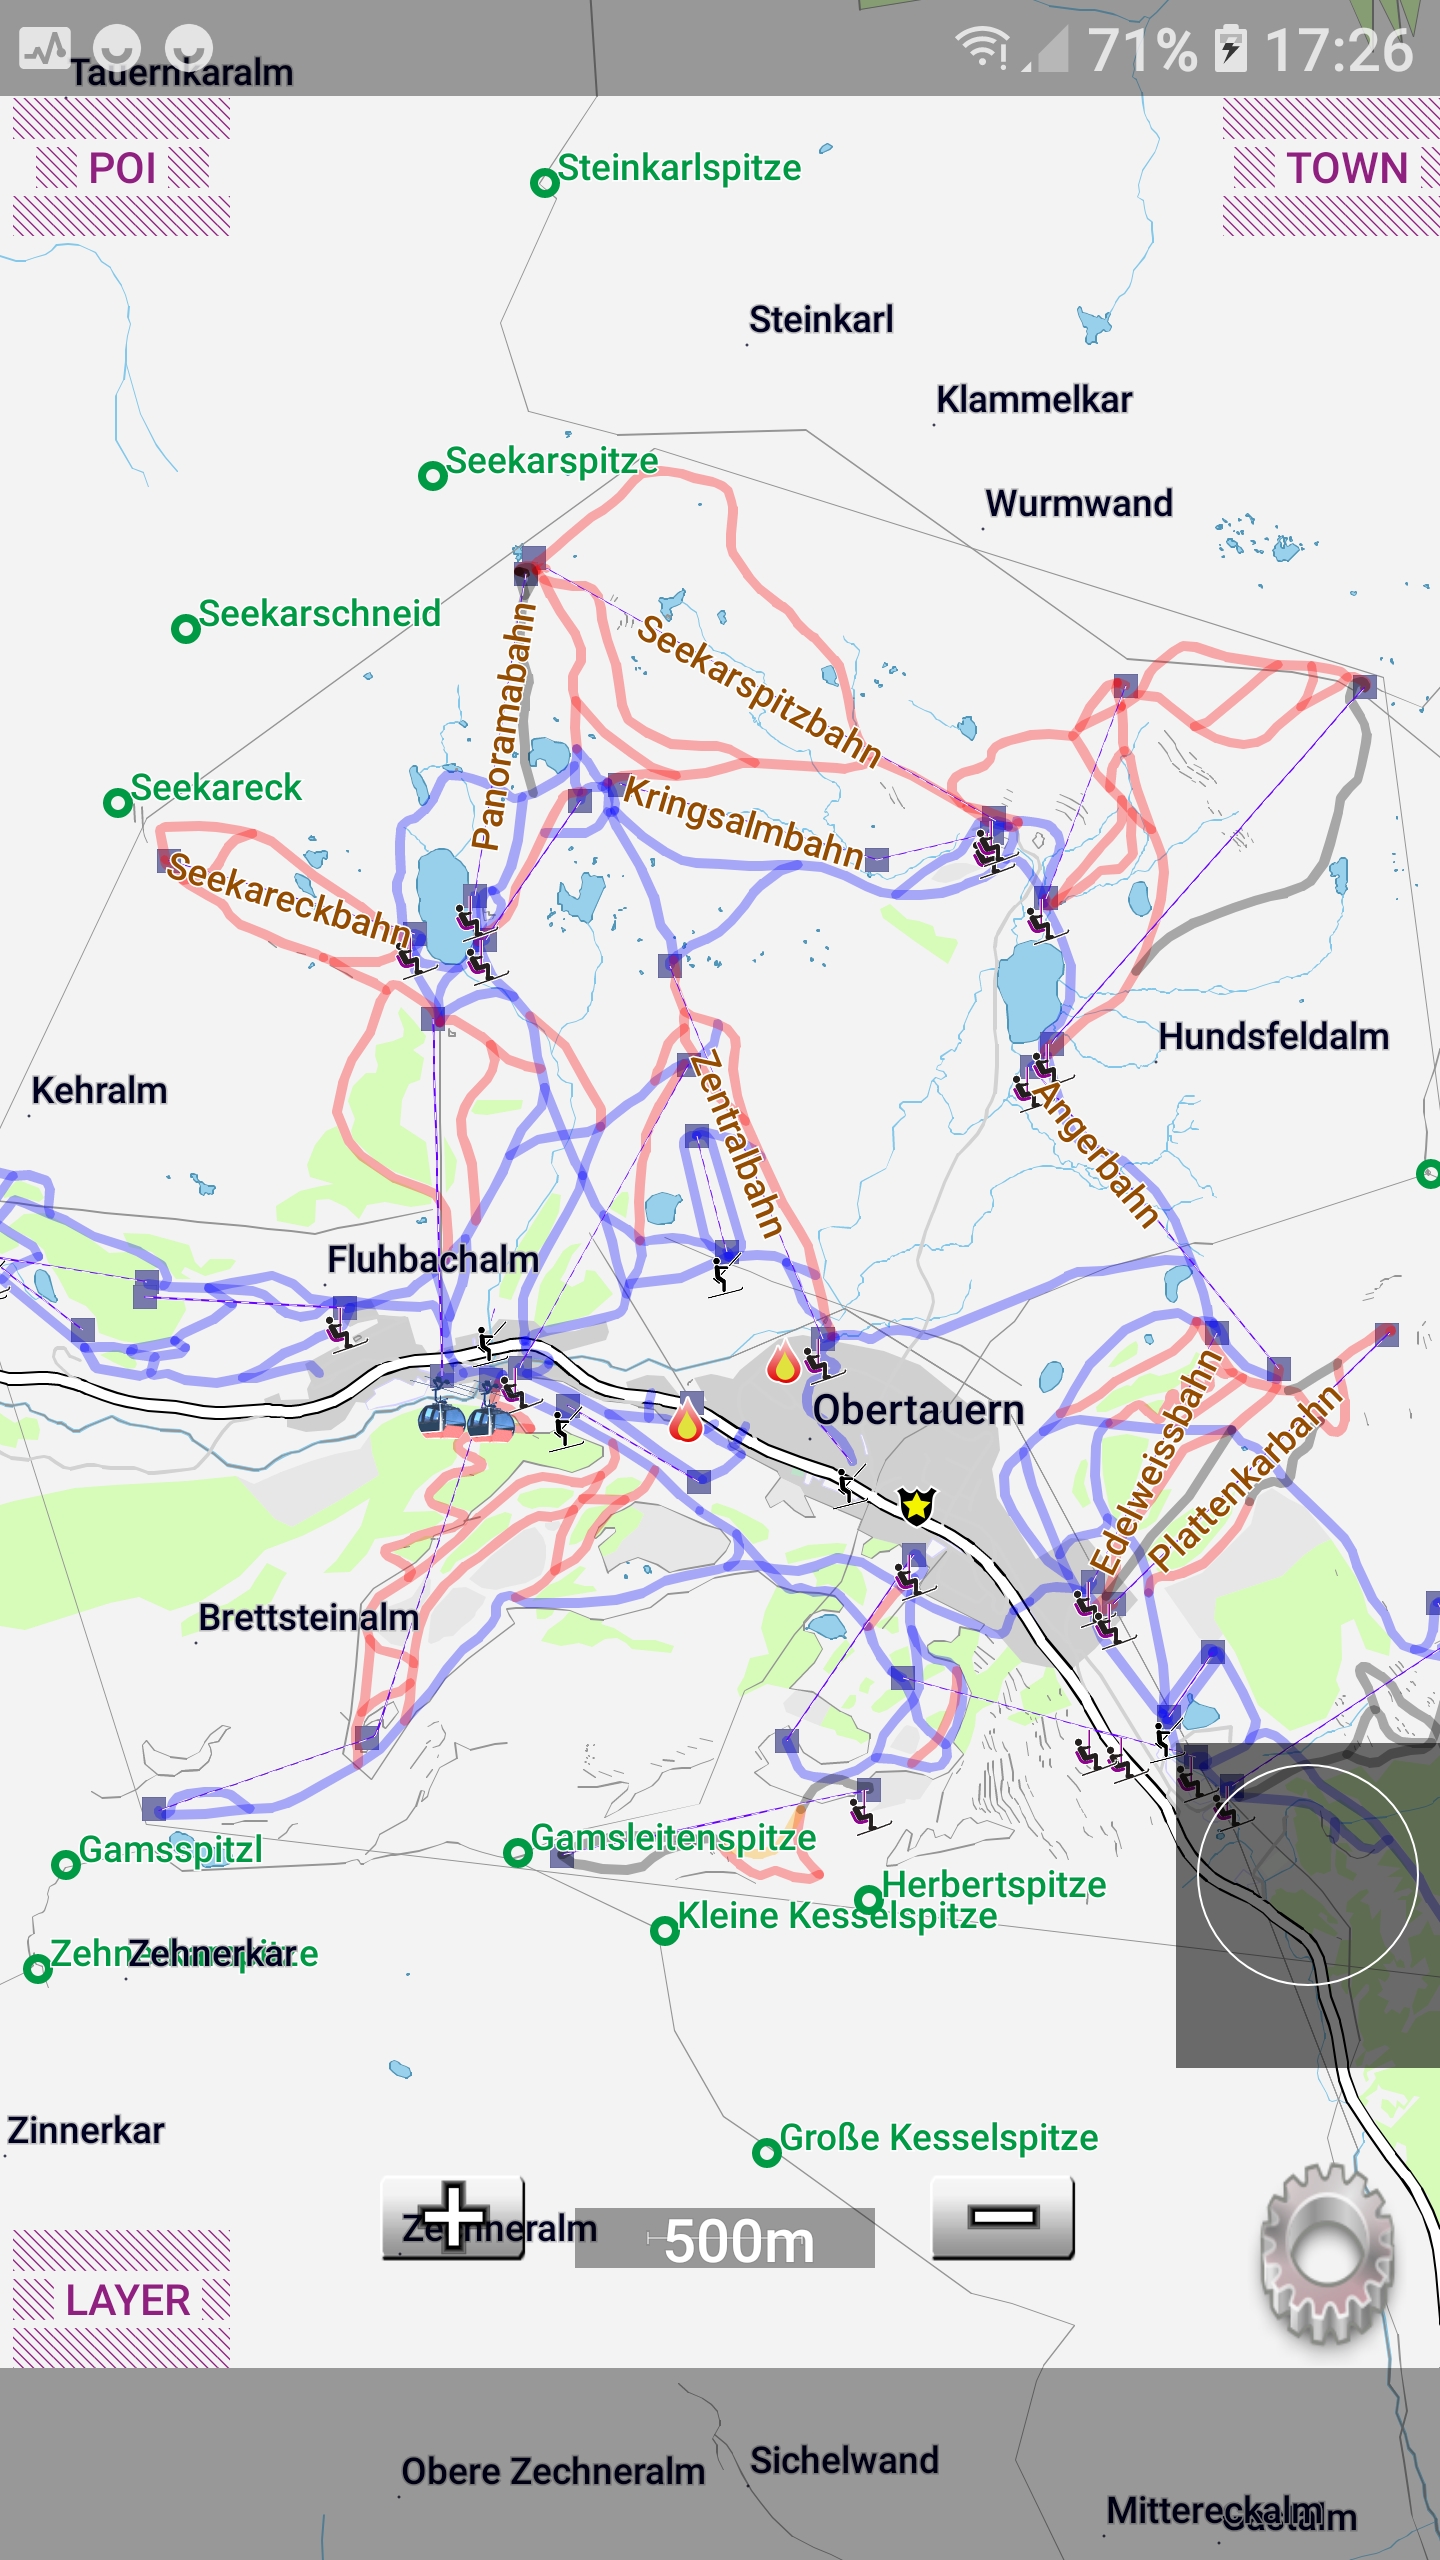 71% 17:26
Tauernkaralm
POI
TOWN
Steinkarlspitze
Steinkarl
Klammelkar
Seekarspitze
Wurmwand
Seekarschneid
Panoramabahn
Seekarspitzbahn
Seekareck
Kringsalmbahn
Seekareckbahn
Hundsfeldalm
Kehralm
Zentralbahn
Angerbahn
Fluhbachalm
Obertauern
Edelweissbahn
Plattenkarbahn
Brettsteinalm
Gamsspitzl
Gamsleitenspitze
Herbertspitze
Kleine Kesselspitze
Zehnerkar
Zinnerkar
Große Kesselspitze
500m
LAYER
Obere Zechneralm
Sichelwand
Mittereckalm